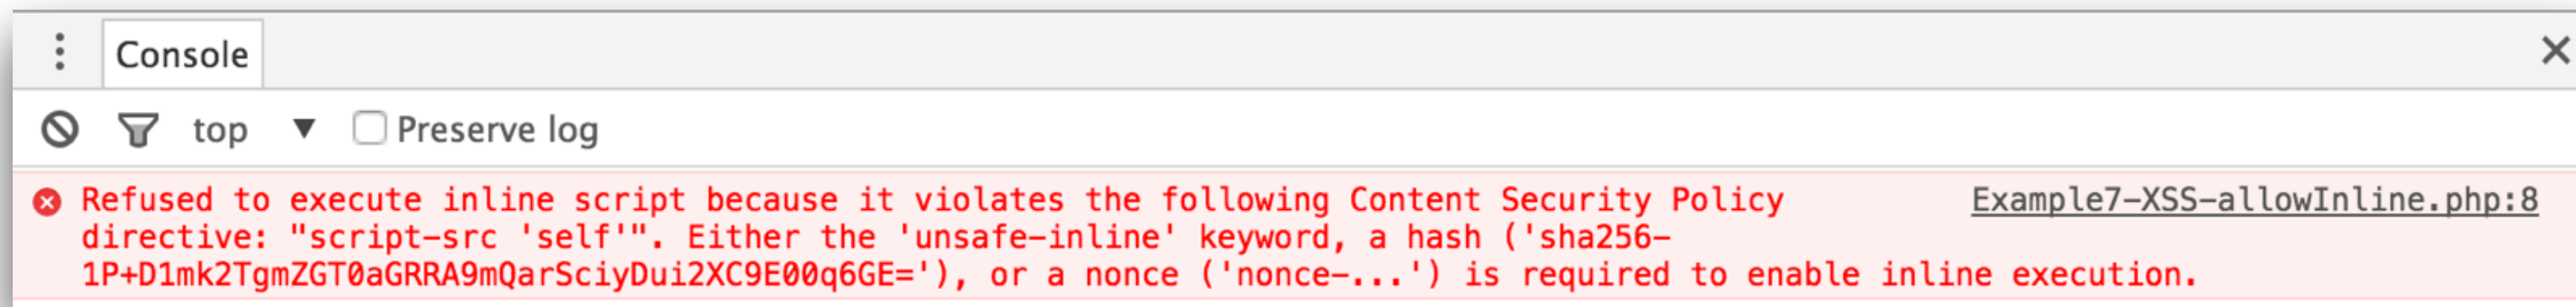 Console
top ▼ Preserve log
Refused to execute inline script because it violates the following Content Security Policy Example7-XSS-allowInline.php:8
directive: "script-src 'self'". Either the 'unsafe-inline' keyword, a hash ('sha256-
1P+D1mk2TgmZGT0aGRRA9mQarSciyDui2XC9E00q6GE='), or a nonce ('nonce-...') is required to enable inline execution.